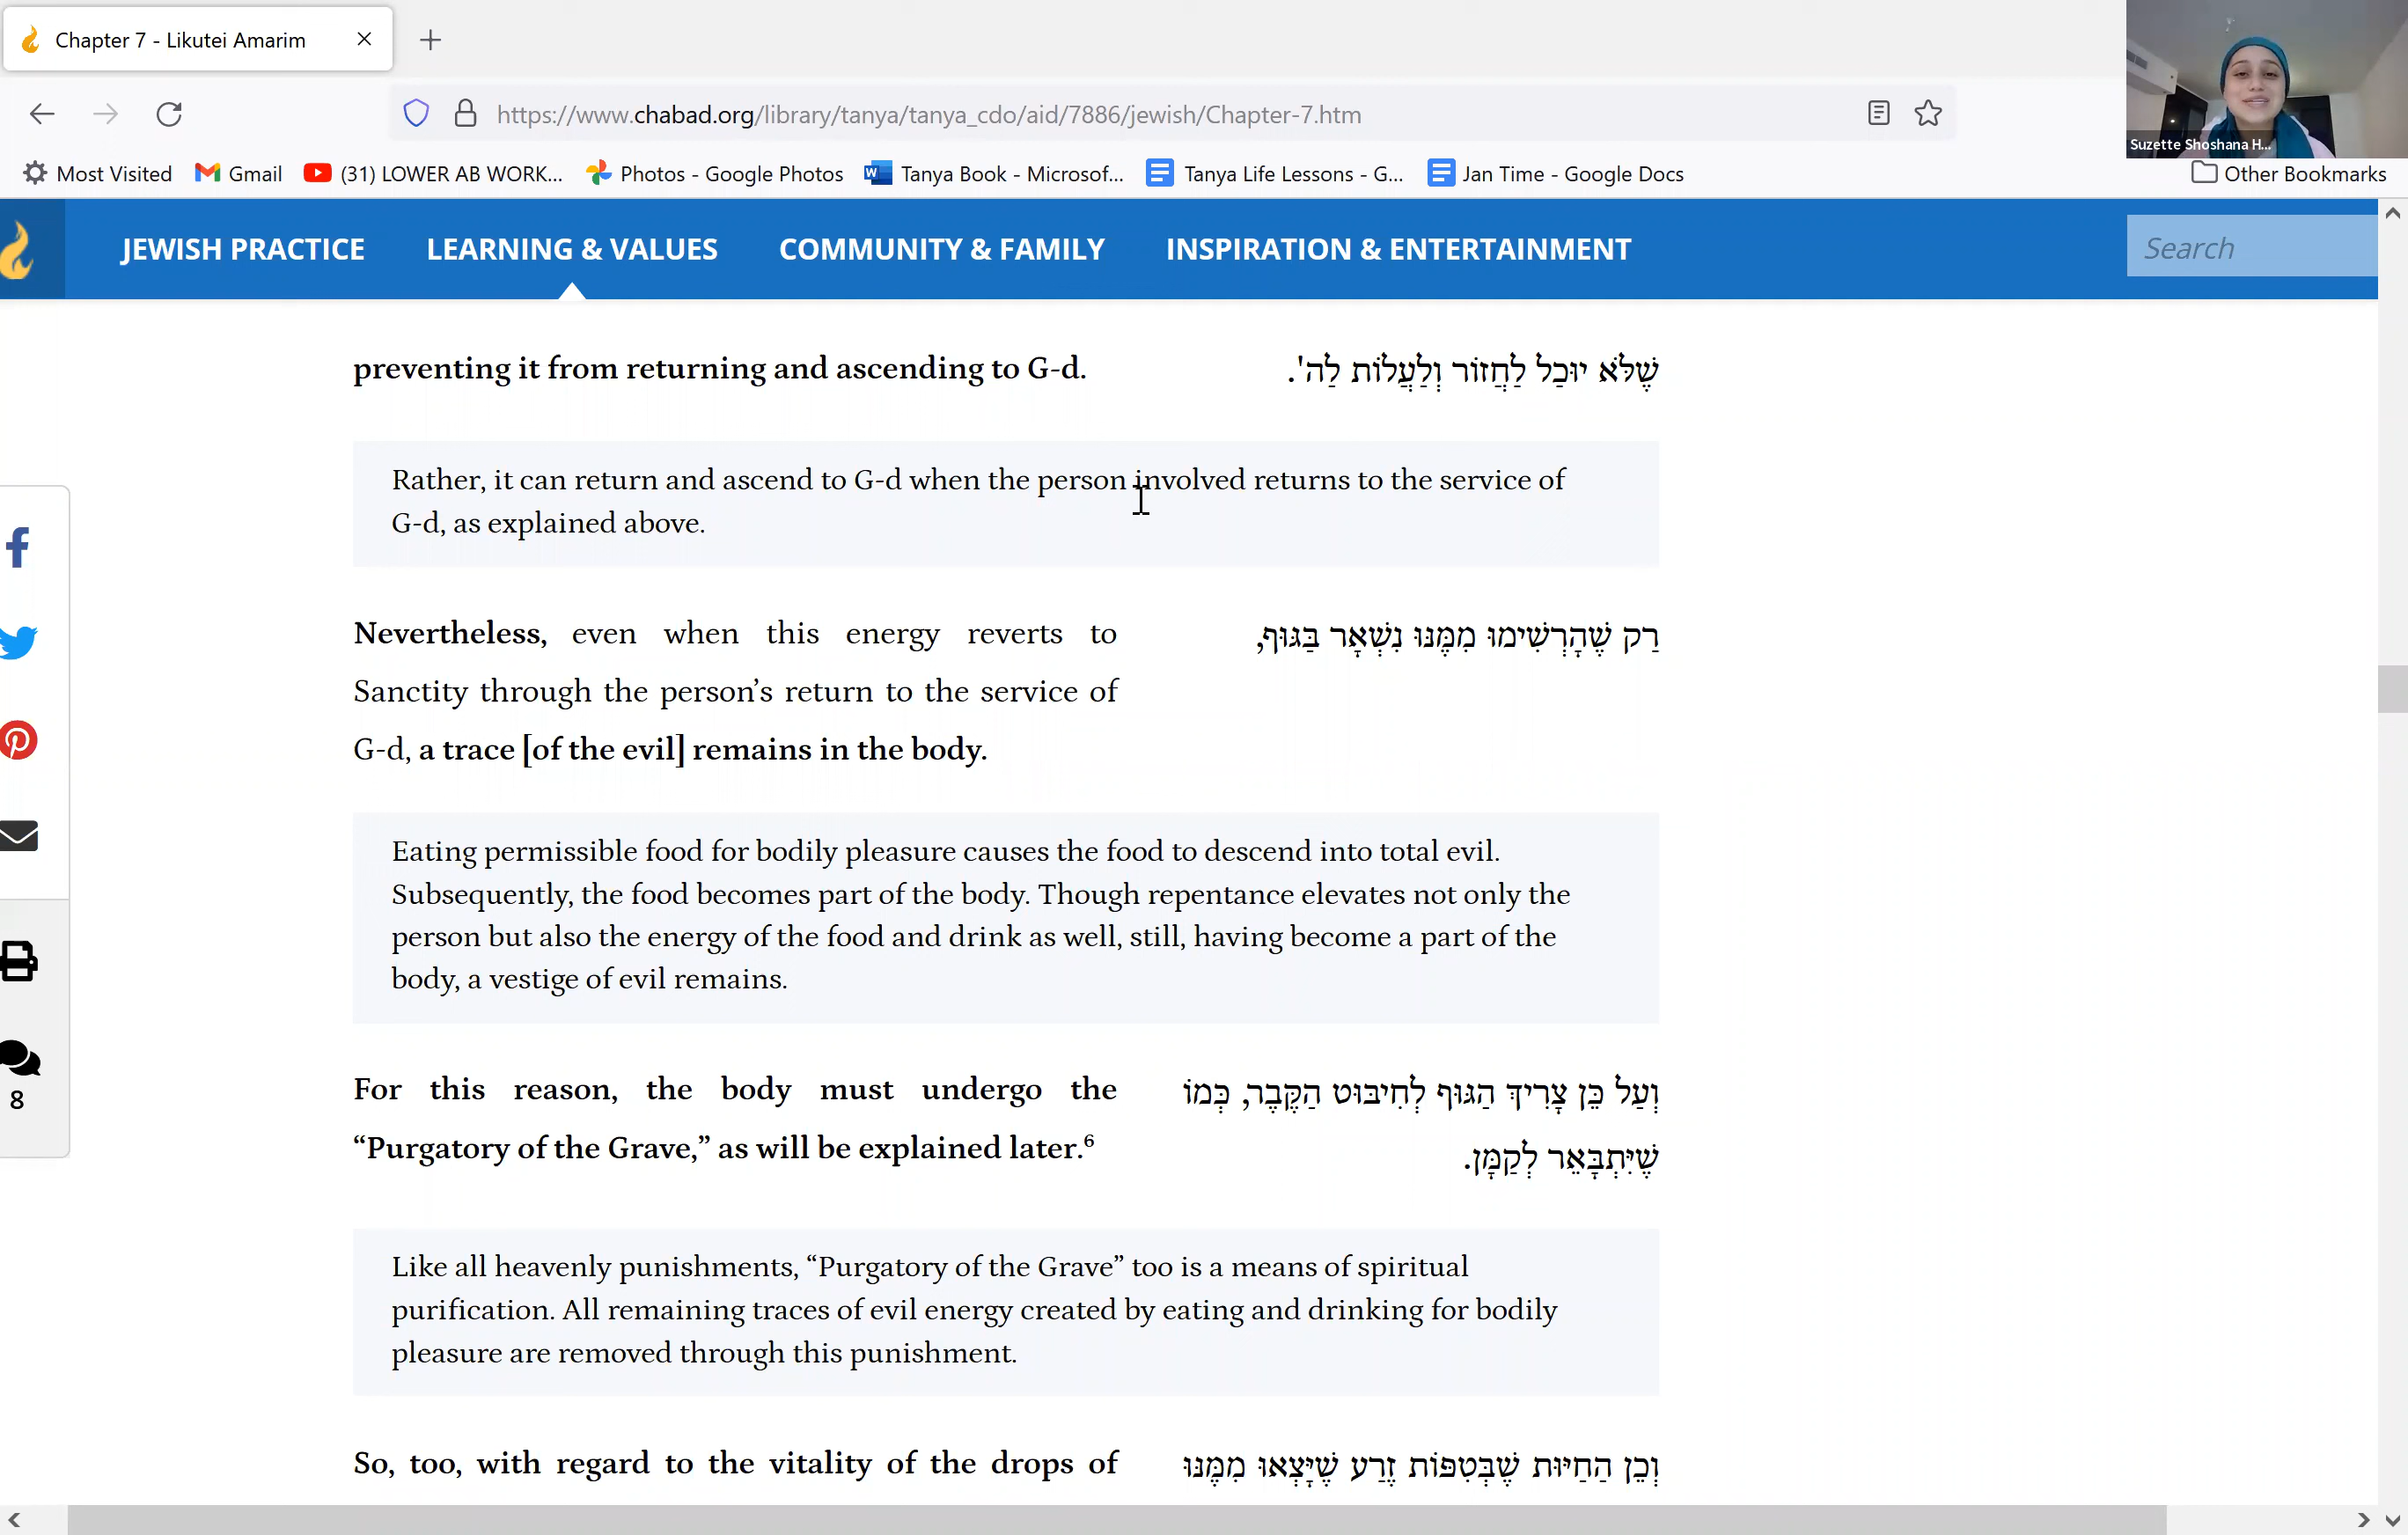 Chapter 7 - Likutei Amarim
https://www.chabad.org/library/tanya/tanya_cdo/aid/7886/jewish/Chapter-7.htm
Suzette Shoshana H...
Most Visited Gmail (31) LOWER AB WORK... Photos - Google Photos Tanya Book - Microsof... Tanya Life Lessons - G... Jan Time - Google Docs Other Bookmarks
JEWISH PRACTICE LEARNING & VALUES COMMUNITY & FAMILY INSPIRATION & ENTERTAINMENT Search
preventing it from returning and ascending to G-d.
שֶׁלֹּא יוּכַל לַחֲזוֹר וְלַעֲלוֹת לַה'.
Rather, it can return and ascend to G-d when the person involved returns to the service of
G-d, as explained above.
Nevertheless, even when this energy reverts to
Sanctity through the person’s return to the service of
G-d, a trace [of the evil] remains in the body.
רַק שֶׁהָרְשִׁימוּ מִמֶּנּוּ נִשְׁאָר בַּגּוּף,
Eating permissible food for bodily pleasure causes the food to descend into total evil.
Subsequently, the food becomes part of the body. Though repentance elevates not only the
person but also the energy of the food and drink as well, still, having become a part of the
body, a vestige of evil remains.
For this reason, the body must undergo the
“Purgatory of the Grave,” as will be explained later.⁶
וְעַל כֵּן צָרִיךְ הַגּוּף לְחִיבּוּט הַקֶּבֶר, כְּמוֹ
שֶׁיִּתְבָּאֵר לְקַמָּן.
Like all heavenly punishments, “Purgatory of the Grave” too is a means of spiritual
purification. All remaining traces of evil energy created by eating and drinking for bodily
pleasure are removed through this punishment.
So, too, with regard to the vitality of the drops of
וְכֵן הַחַיּוּת שֶׁבְּטִפּוֹת זֶרַע שֶׁיָּצְאוּ מִמֶּנּוּ
8